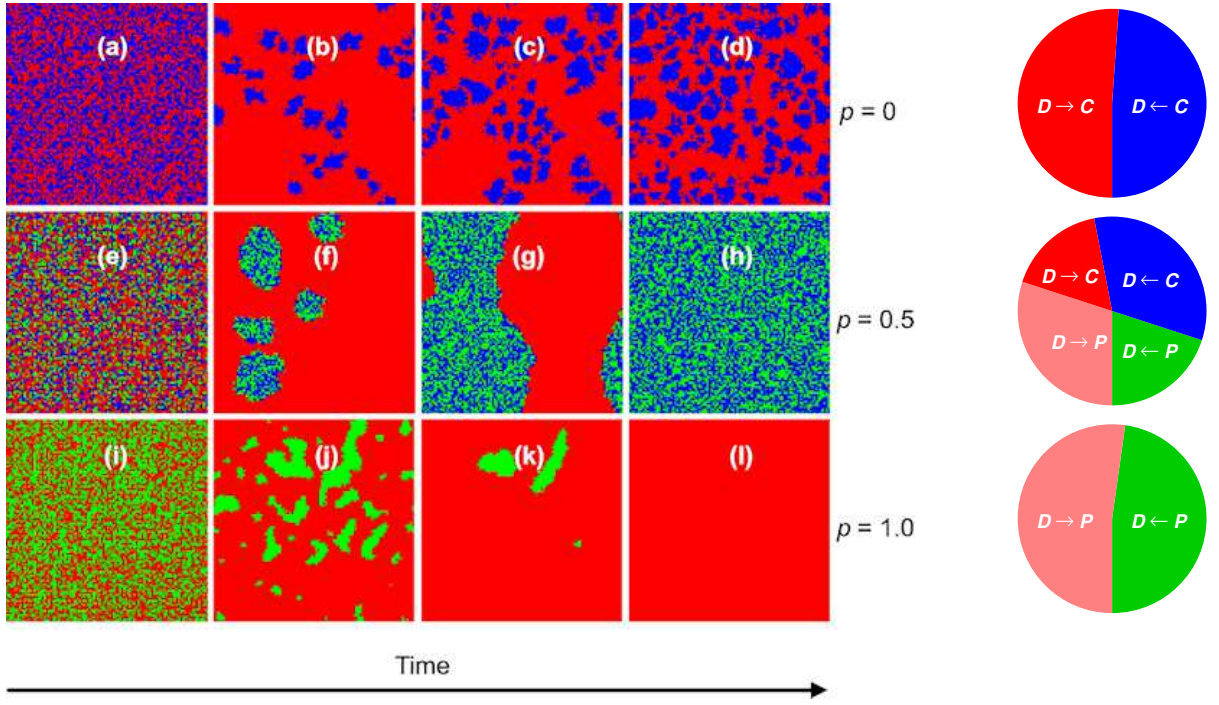 (a) (b) (c) (d) p = 0 D → C D ← C
(e) (f) (g) (h) p = 0.5 D → C D ← C
D → P D ← P
(i) (j) (k) (l) p = 1.0 D → P D ← P
Time